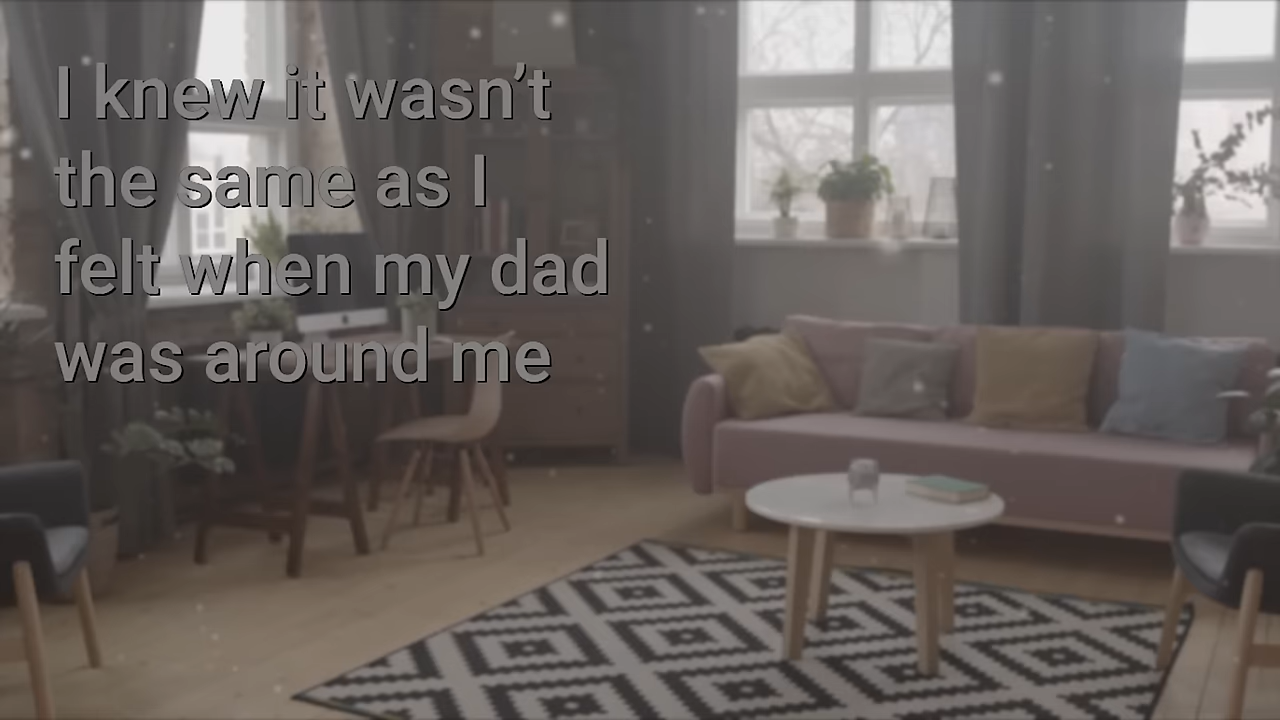 I knew it wasn’t
the same as I
felt when my dad
was around me